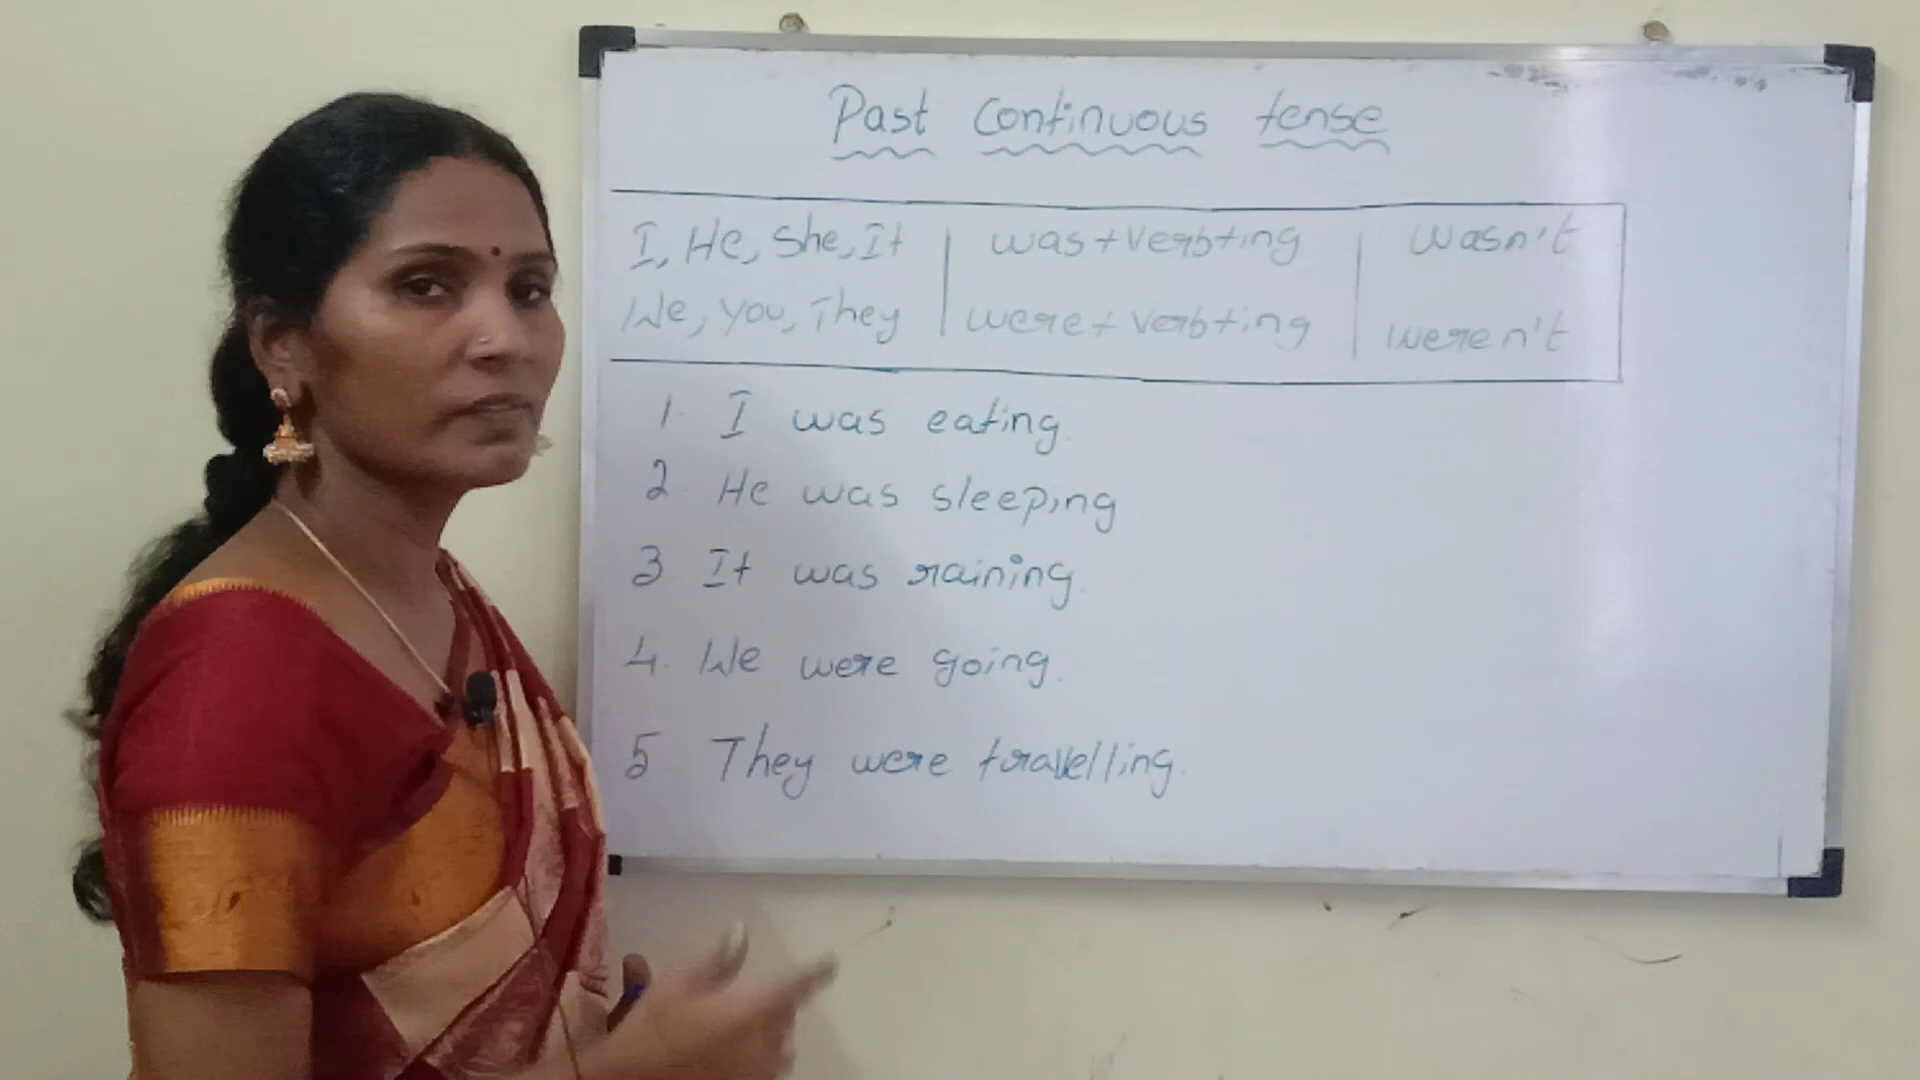 Past Continuous tense
I, He, She, It | was+Verb+ing | wasn't
We, you, They | were+Verb+ing | weren't
1. I was eating.
2. He was sleeping
3. It was raining.
4. We were going.
5 They were travelling.